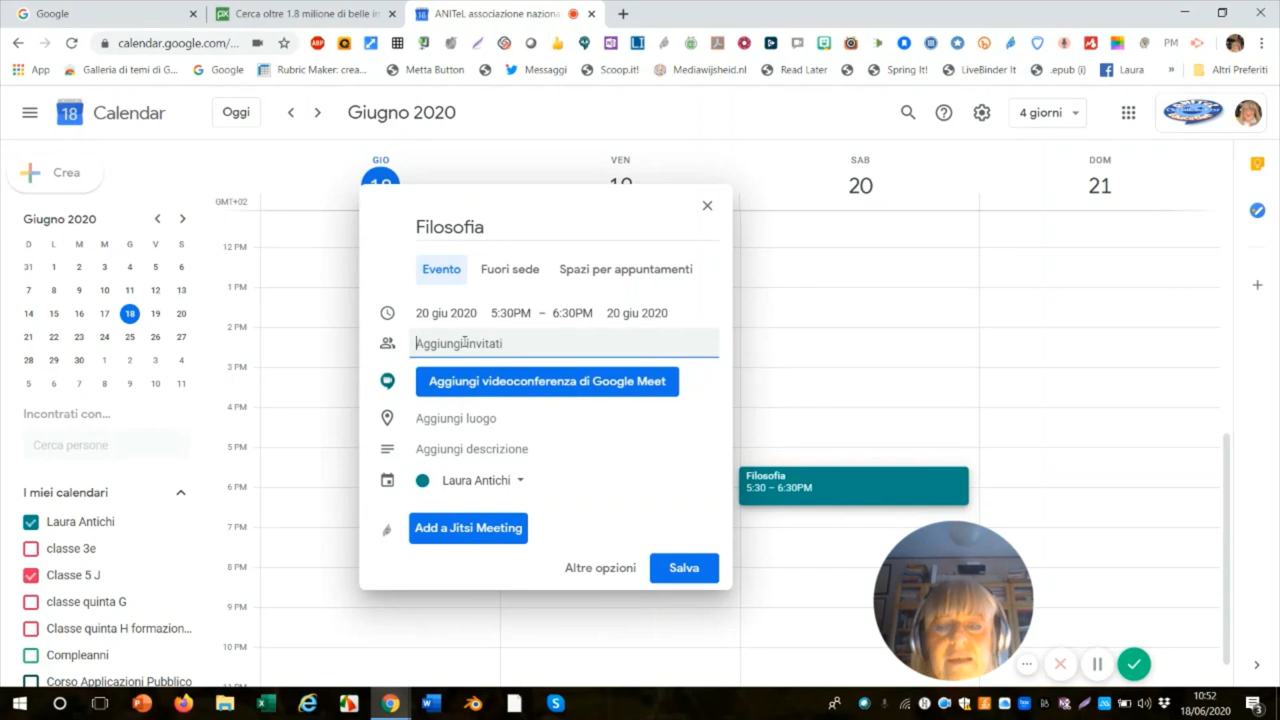 Google
Cerca oltre 1.8 milione di belle im
ANITeL associazione naziona
calendar.google.com/...
ABP
PM
App
Galleria di temi di G...
Google
Rubric Maker: crea...
Metta Button
Messaggi
Scoop.it!
Mediawijsheid.nl
Read Later
Spring It!
LiveBinder It
.epub (i)
Laura
»
Altri Preferiti
18
Calendar
Oggi
Giugno 2020
4 giorni
Crea
GIO
VEN
SAB
DOM
20
21
GMT+02
Giugno 2020
D L M M G V S
31 1 2 3 4 5 6
7 8 9 10 11 12 13
14 15 16 17 18 19 20
21 22 23 24 25 26 27
28 29 30 1 2 3 4
5 6 7 8 9 10 11
Incontrati con...
Cerca persone
I miei calendari
Laura Antichi
classe 3e
Classe 5 J
classe quinta G
Classe quinta H formazion...
Compleanni
Corso Applicazioni Pubblico
12 PM
1 PM
2 PM
3 PM
4 PM
5 PM
6 PM
7 PM
8 PM
9 PM
10 PM
Filosofia
Evento
Fuori sede
Spazi per appuntamenti
20 giu 2020 5:30PM – 6:30PM 20 giu 2020
Aggiungi invitati
Aggiungi videoconferenza di Google Meet
Aggiungi luogo
Aggiungi descrizione
Laura Antichi
Add a Jitsi Meeting
Altre opzioni
Salva
Filosofia
5:30 – 6:30PM
10:52
18/06/2020
3